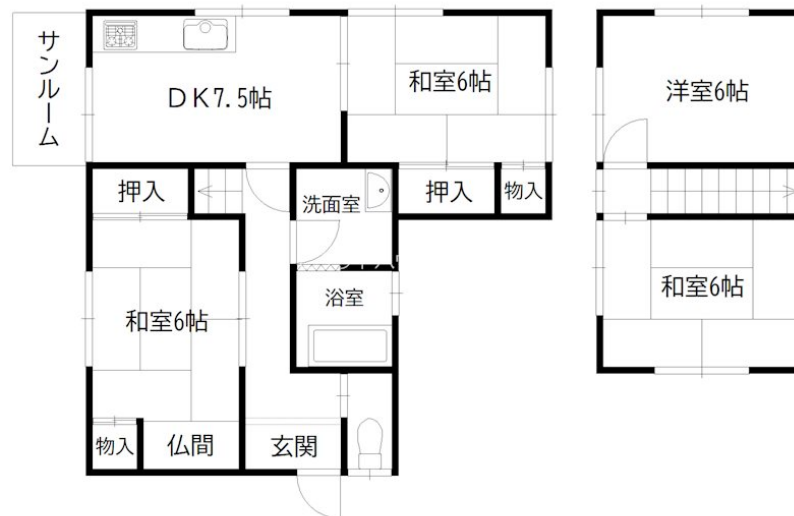 サンルーム
DK7.5帖
和室6帖
洋室6帖
押入
洗面室
押入
物入
和室6帖
浴室
和室6帖
物入
仏間
玄関